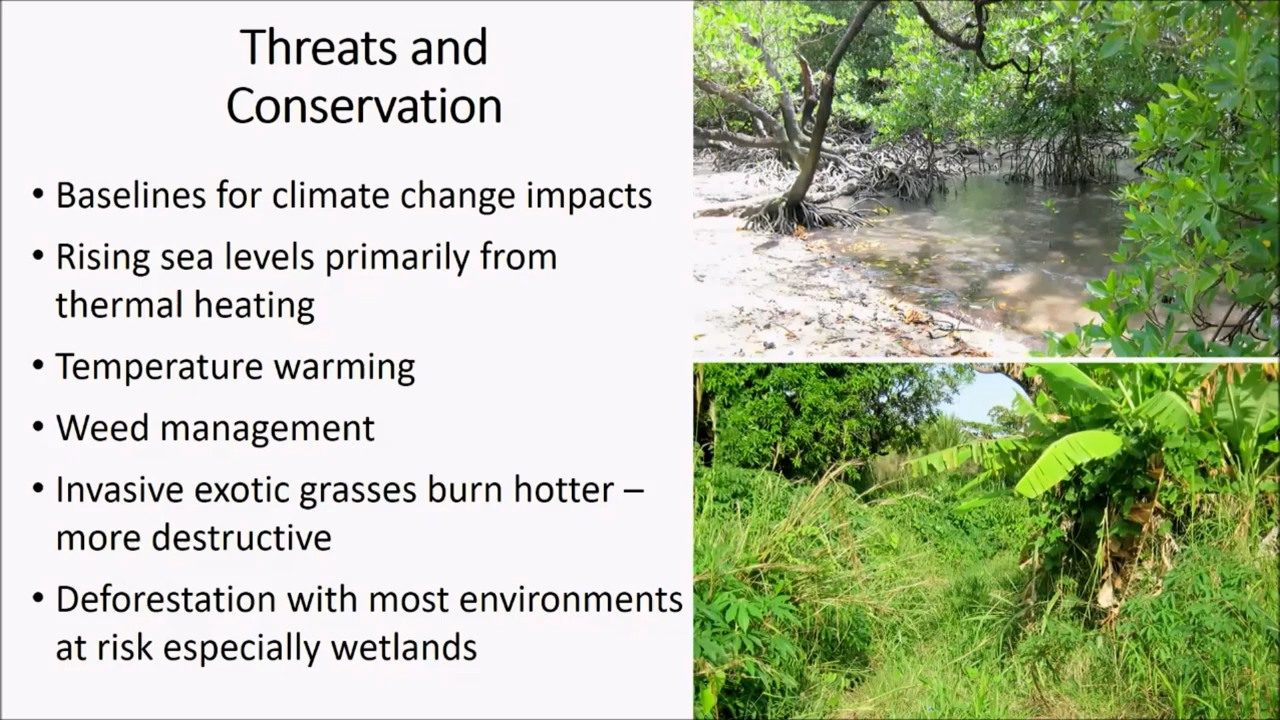 Threats and
Conservation
• Baselines for climate change impacts
• Rising sea levels primarily from
thermal heating
• Temperature warming
• Weed management
• Invasive exotic grasses burn hotter –
more destructive
• Deforestation with most environments
at risk especially wetlands